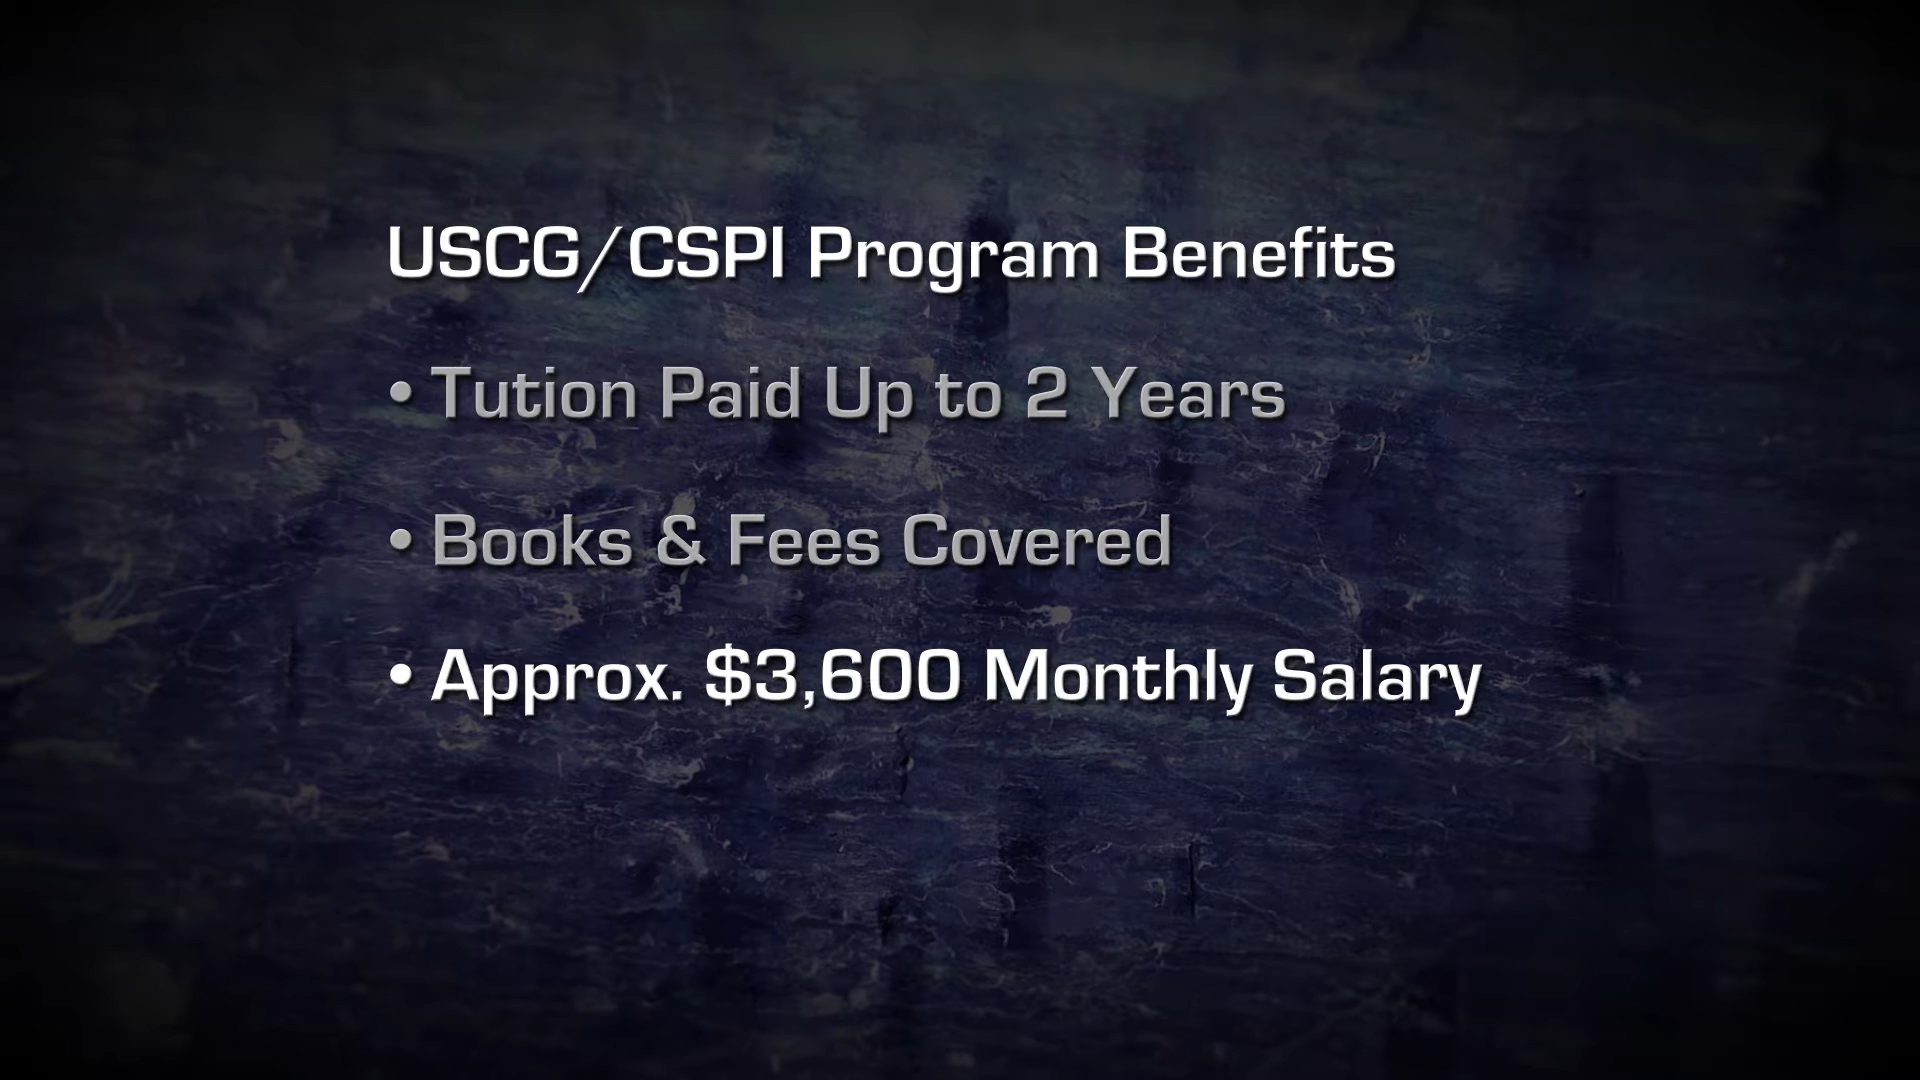 USCG/CSPI Program Benefits
• Tution Paid Up to 2 Years
• Books & Fees Covered
• Approx. $3,600 Monthly Salary